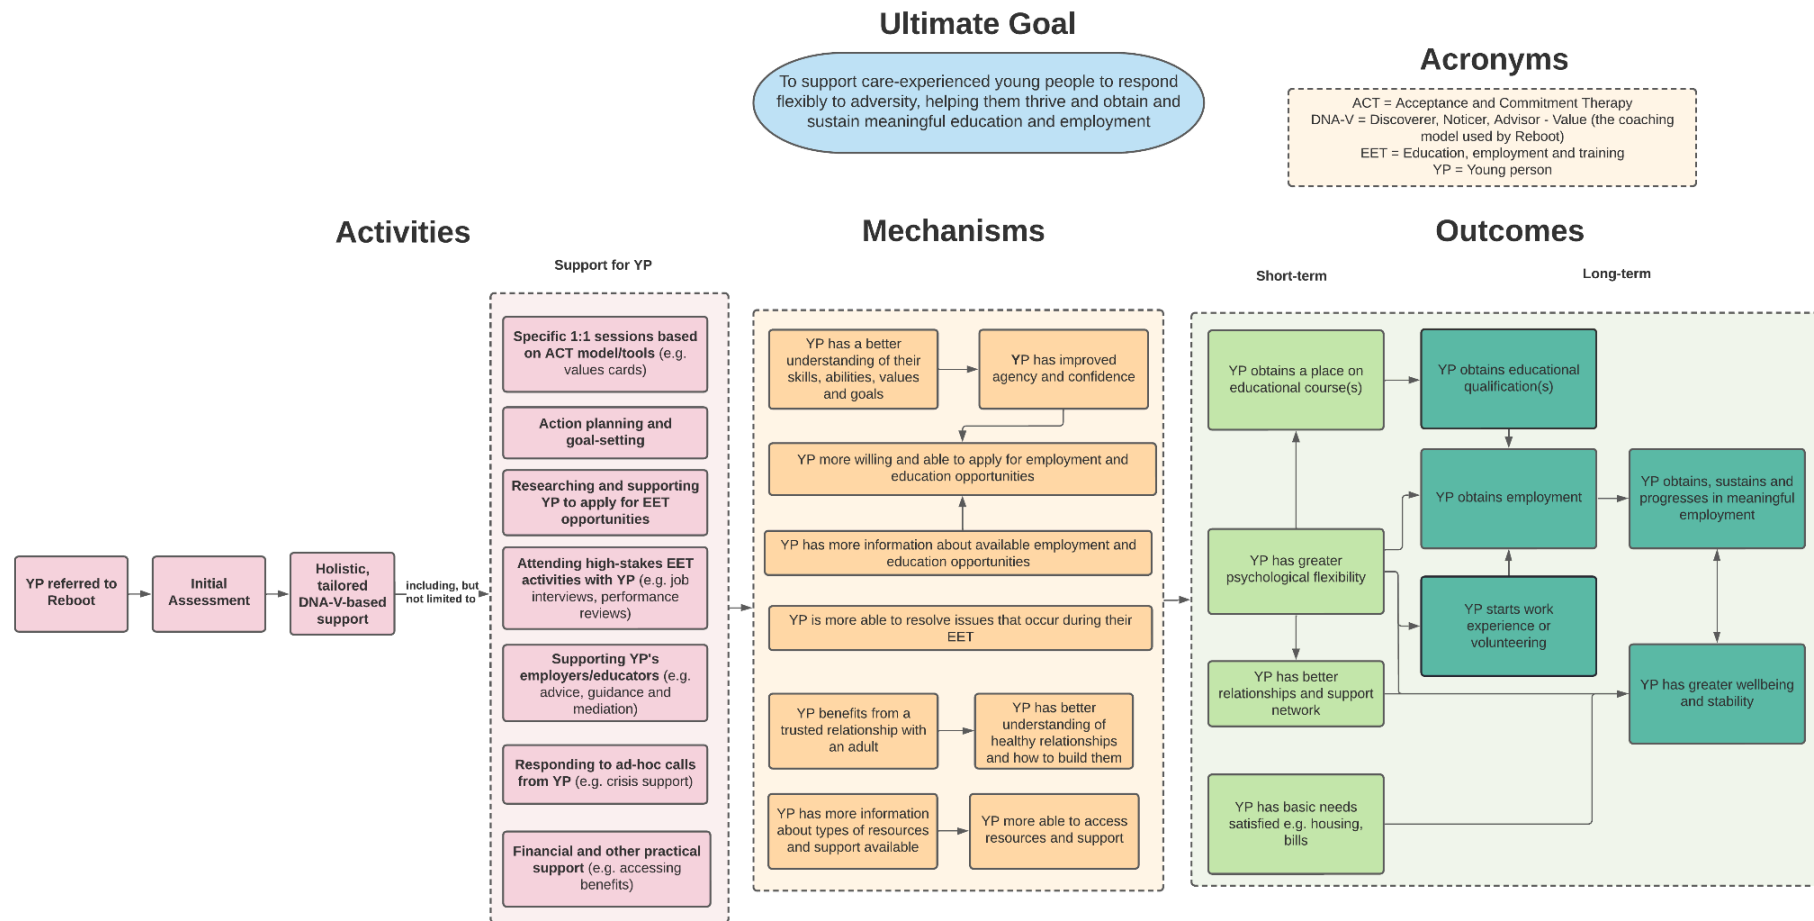 Ultimate Goal
To support care-experienced young people to respond
flexibly to adversity, helping them thrive and obtain and
sustain meaningful education and employment
Acronyms
ACT = Acceptance and Commitment Therapy
DNA-V = Discoverer, Noticer, Advisor - Value (the coaching
model used by Reboot)
EET = Education, employment and training
YP = Young person
Activities
Support for YP
YP referred to
Reboot
Initial
Assessment
Holistic,
tailored
DNA-V-based
support
including, but
not limited to
Specific 1:1 sessions based
on ACT model/tools (e.g.
values cards)
Action planning and
goal-setting
Researching and supporting
YP to apply for EET
opportunities
Attending high-stakes EET
activities with YP (e.g. job
interviews, performance
reviews)
Supporting YP's
employers/educators (e.g.
advice, guidance and
mediation)
Responding to ad-hoc calls
from YP (e.g. crisis support)
Financial and other practical
support (e.g. accessing
benefits)
Mechanisms
YP has a better
understanding of their
skills, abilities, values
and goals
YP has improved
agency and confidence
YP more willing and able to apply for employment and
education opportunities
YP has more information about available employment and
education opportunities
YP is more able to resolve issues that occur during their
EET
YP benefits from a
trusted relationship with
an adult
YP has better
understanding of
healthy relationships
and how to build them
YP has more information
about types of resources
and support available
YP more able to access
resources and support
Outcomes
Short-term
Long-term
YP obtains a place on
educational course(s)
YP obtains educational
qualification(s)
YP obtains employment
YP obtains, sustains and
progresses in meaningful
employment
YP has greater
psychological flexibility
YP starts work
experience or
volunteering
YP has better
relationships and support
network
YP has greater wellbeing
and stability
YP has basic needs
satisfied e.g. housing,
bills